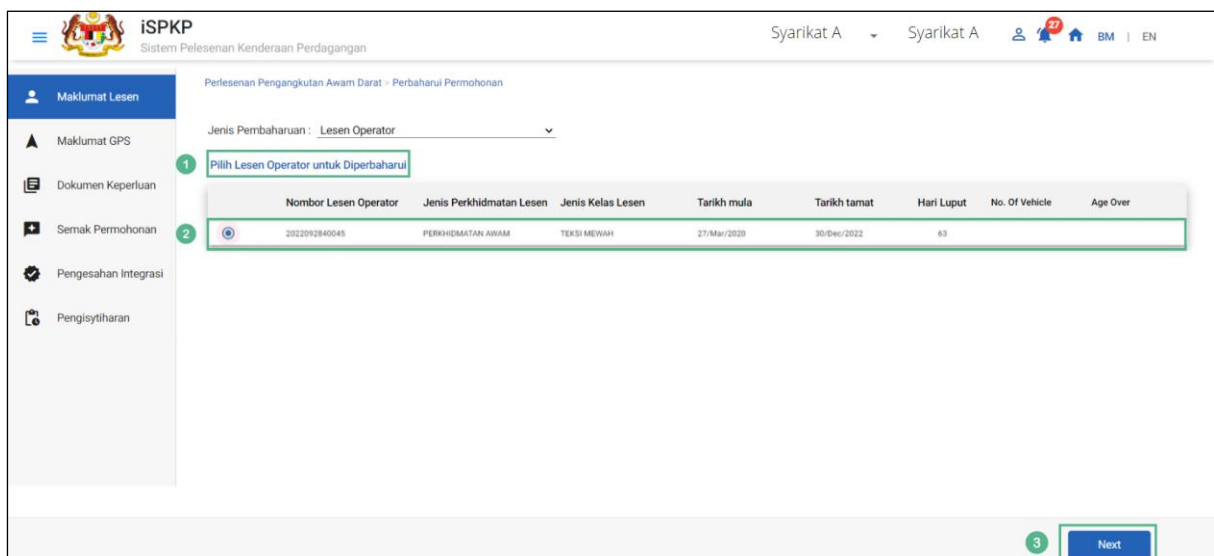 iSPKP
Sistem Pelesenan Kenderaan Perdagangan
Syarikat A Syarikat A 27 BM | EN
Maklumat Lesen
Maklumat GPS
Dokumen Keperluan
Semak Permohonan
Pengesahan Integrasi
Pengisytiharan
Perlesenan Pengangkutan Awam Darat > Perbaharui Permohonan
Jenis Pembaharuan : Lesen Operator
1 Pilih Lesen Operator untuk Diperbaharui
Nombor Lesen Operator Jenis Perkhidmatan Lesen Jenis Kelas Lesen Tarikh mula Tarikh tamat Hari Luput No. Of Vehicle Age Over
2 2022092840045 PERKHIDMATAN AWAM TEKSI MEWAH 27/Mar/2020 30/Dec/2022 63
3 Next